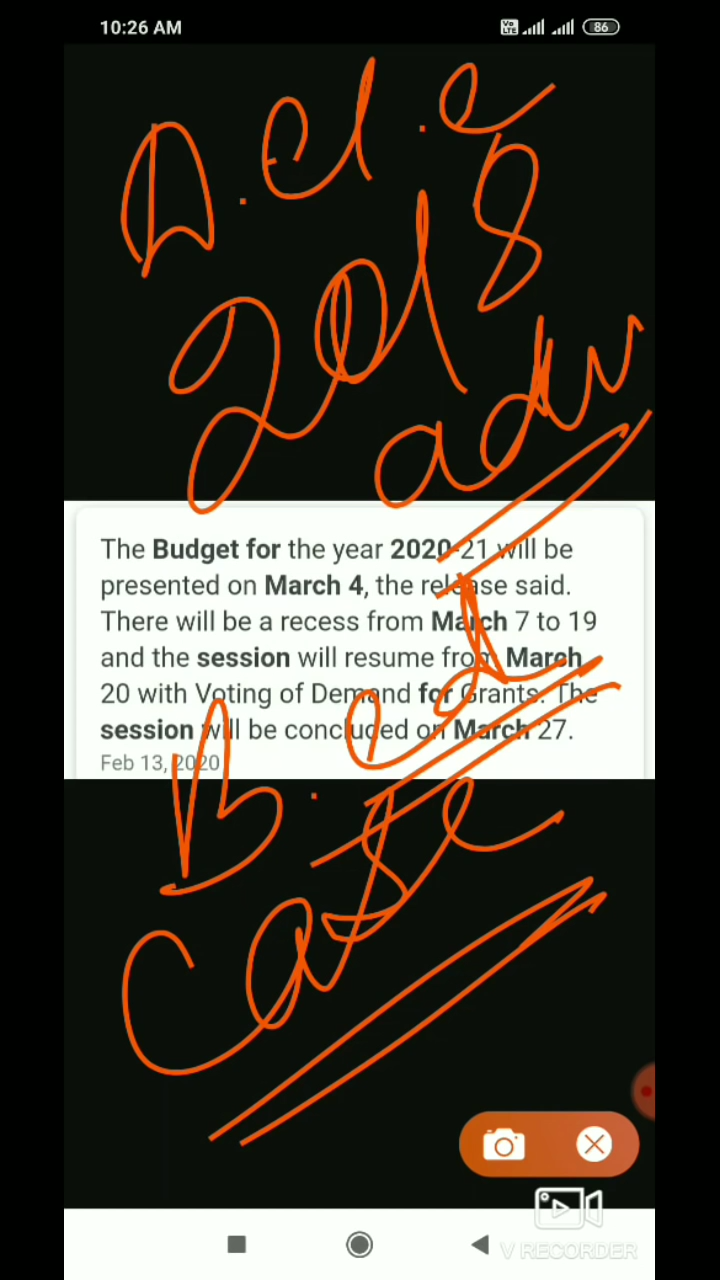 10:26 AM
Vo LTE 86
D.El.e
2018
adv
The Budget for the year 2020-21 will be
presented on March 4, the release said.
There will be a recess from March 7 to 19
and the session will resume from March
20 with Voting of Demand for Grants. The
session will be concluded on March 27.
Feb 13, 2020
B.ed
case
V RECORDER